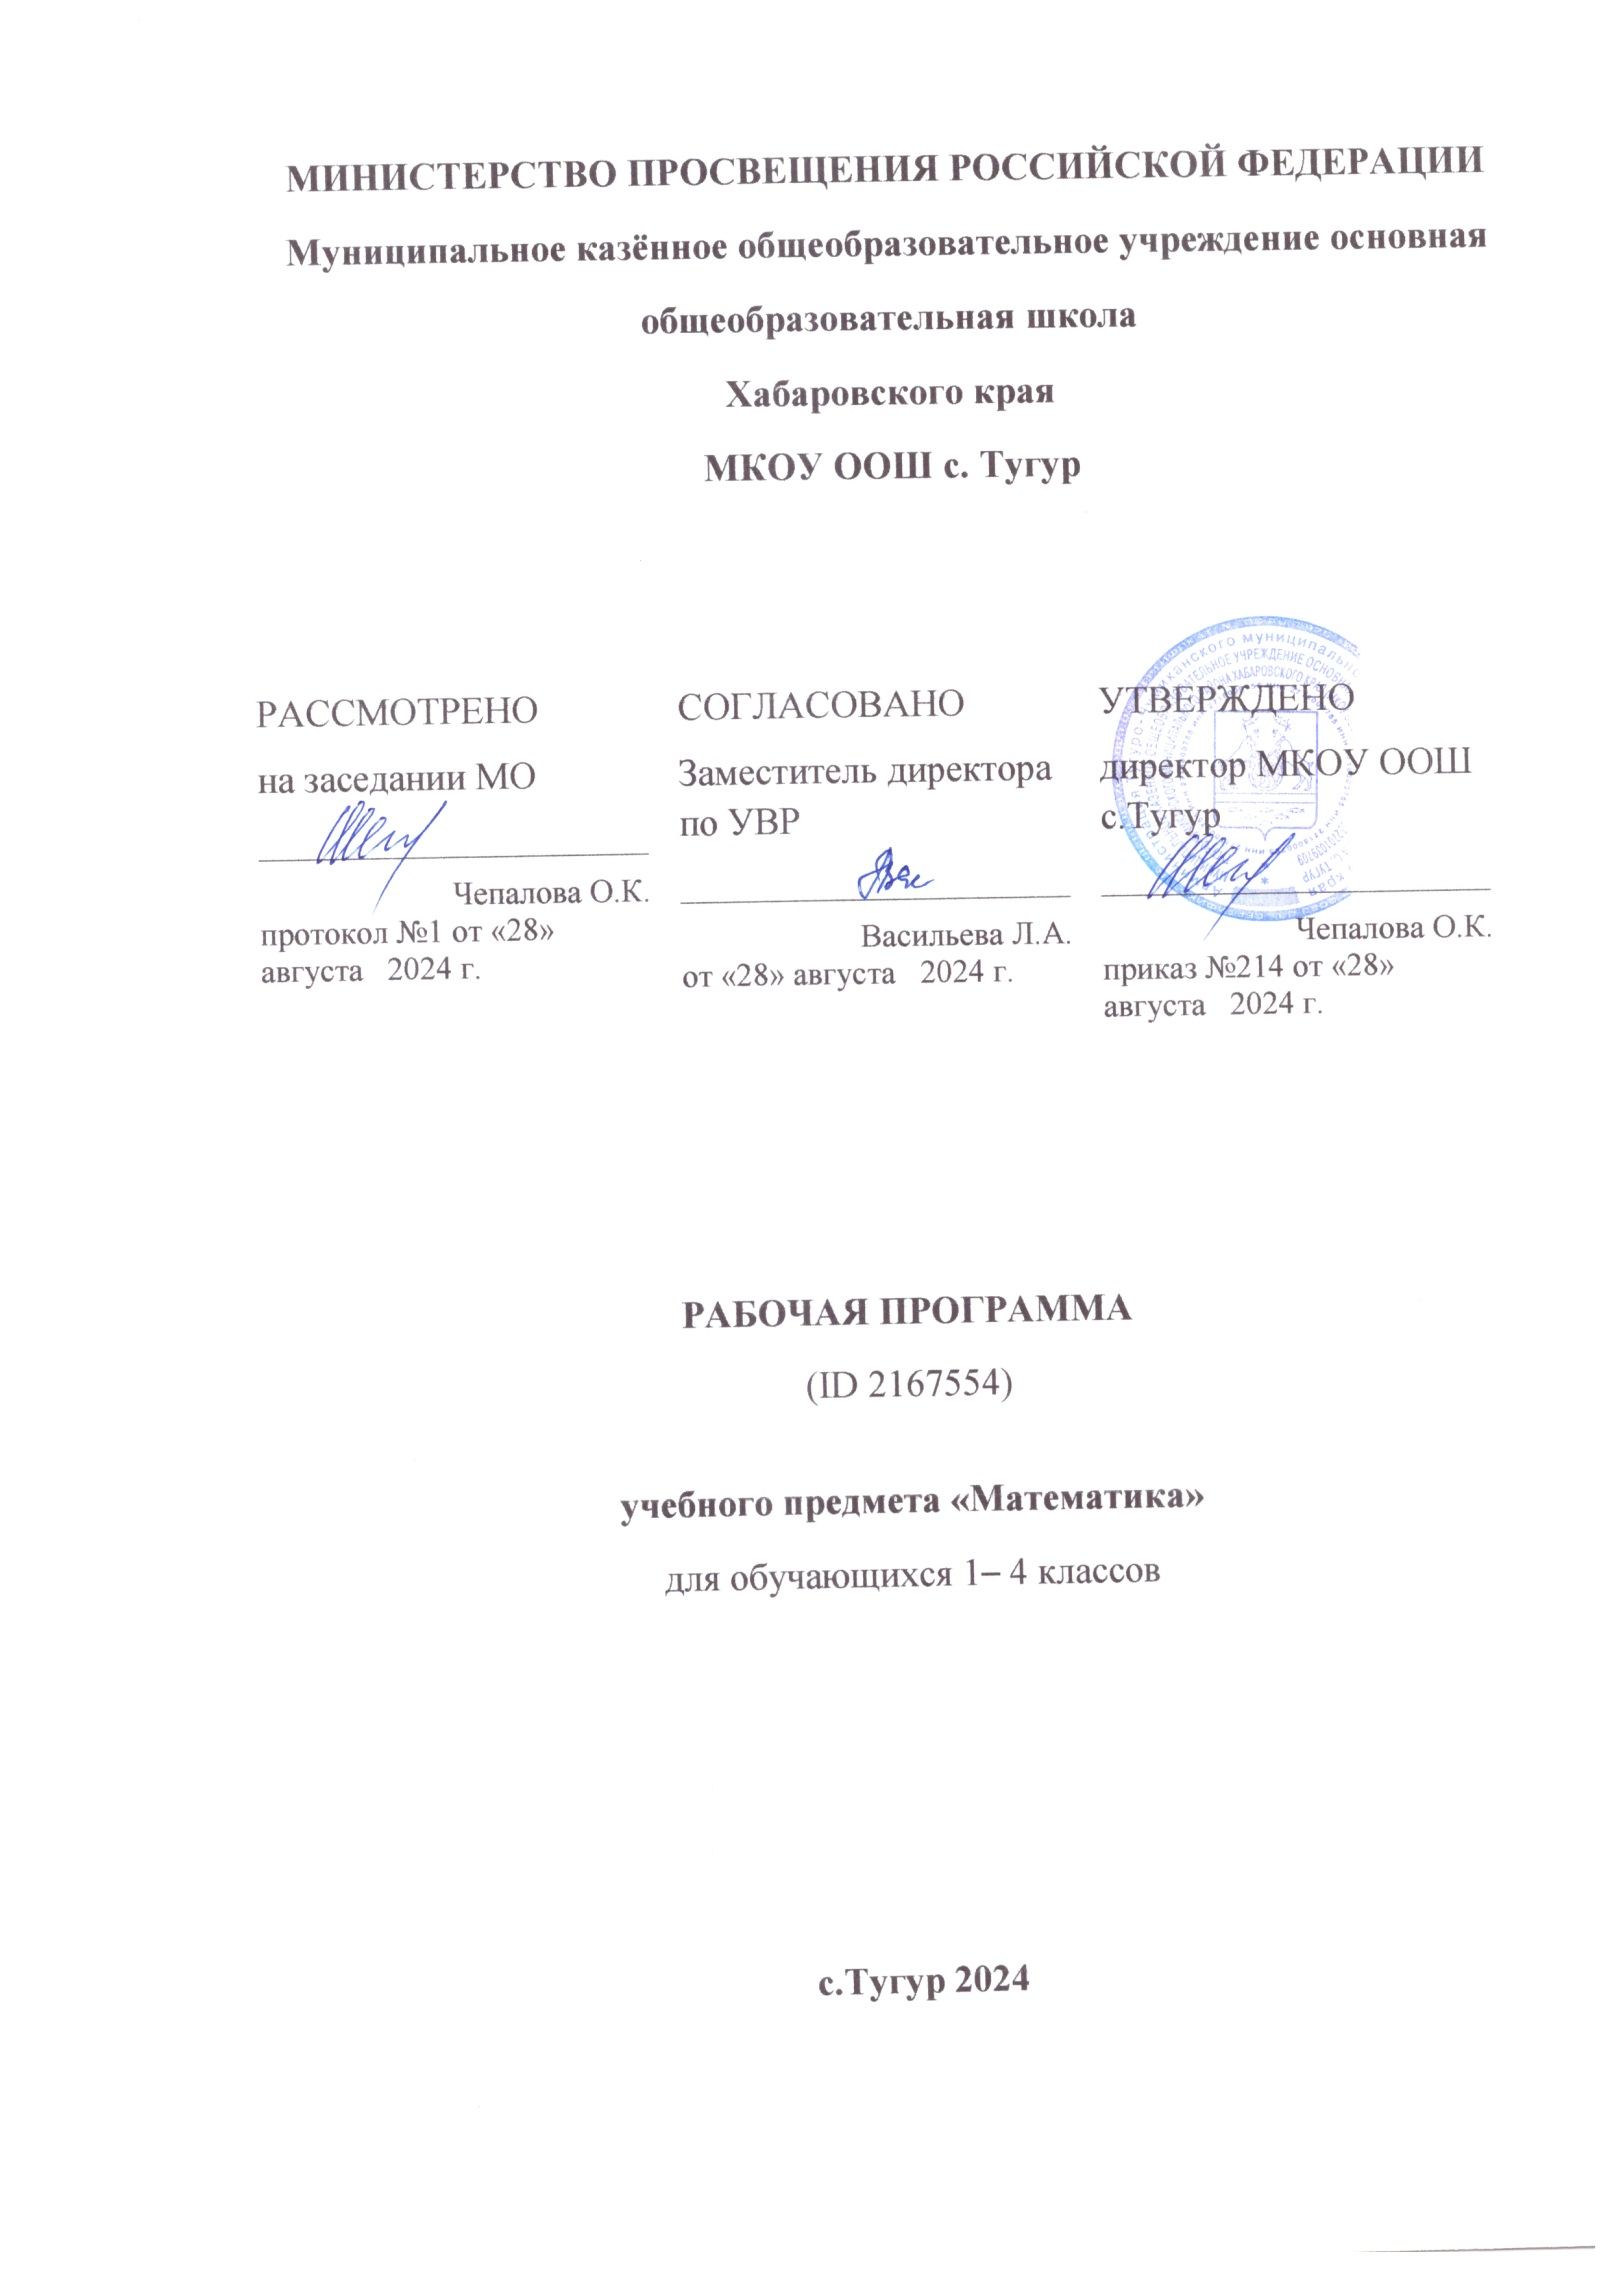 МИНИСТЕРСТВО ПРОСВЕЩЕНИЯ РОССИЙСКОЙ ФЕДЕРАЦИИ
Муниципальное казённое общеобразовательное учреждение основная
общеобразовательная школа
Хабаровского края
МКОУ ООШ с. Тугур
РАССМОТРЕНО
на заседании МО
Чепалова О.К.
протокол №1 от «28»
августа 2024 г.
СОГЛАСОВАНО
Заместитель директора
по УВР
Васильева Л.А.
от «28» августа 2024 г.
УТВЕРЖДЕНО
директор МКОУ ООШ
с.Тугур
Чепалова О.К.
приказ №214 от «28»
августа 2024 г.
РАБОЧАЯ ПРОГРАММА
(ID 2167554)
учебного предмета «Математика»
для обучающихся 1– 4 классов
с.Тугур 2024